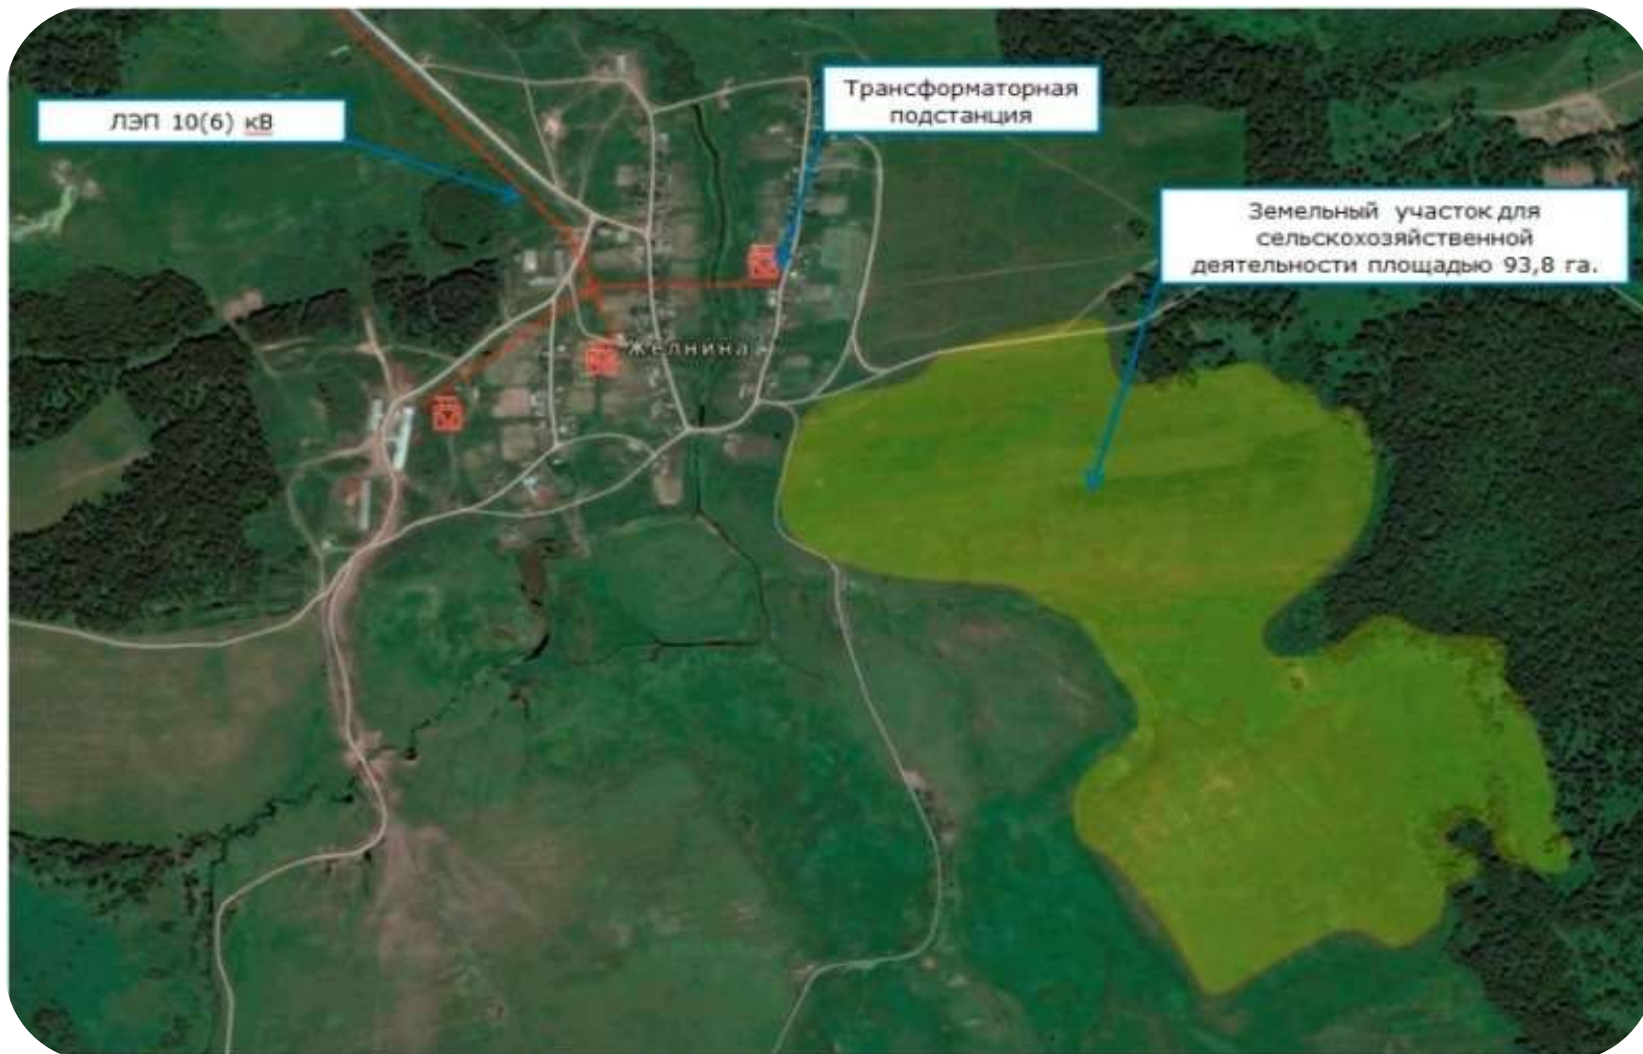 Трансформаторная
подстанция
ЛЭП 10(6) кВ
Земельный участок для
сельскохозяйственной
деятельности площадью 93,8 га.
Желнина